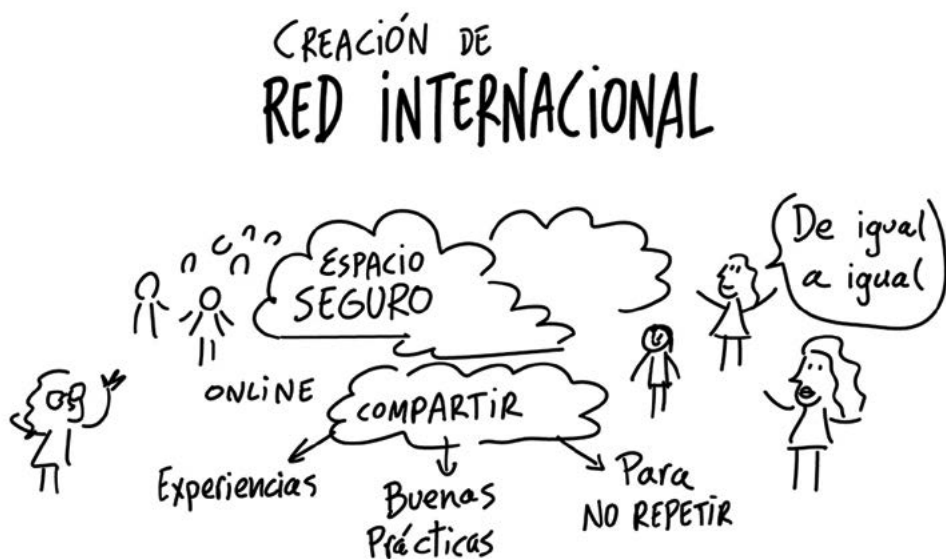 CREACIÓN DE
RED INTERNACIONAL
ESPACIO
SEGURO
De igual
a igual
ONLINE
COMPARTIR
Experiencias
Buenas
Prácticas
Para
NO REPETIR